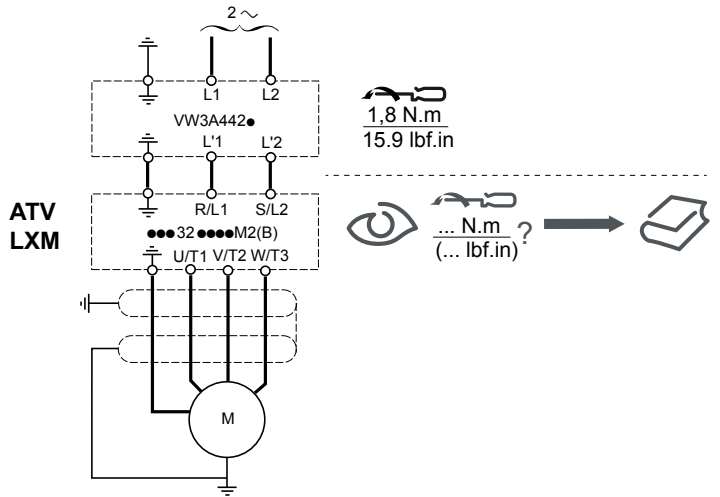 2 ∼
L1 L2
VW3A442●
1,8 N.m
15.9 lbf.in
L'1 L'2
ATV
LXM
R/L1 S/L2
●●●32 ●●●●M2(B)
U/T1 V/T2 W/T3
... N.m
(... lbf.in) ?
M